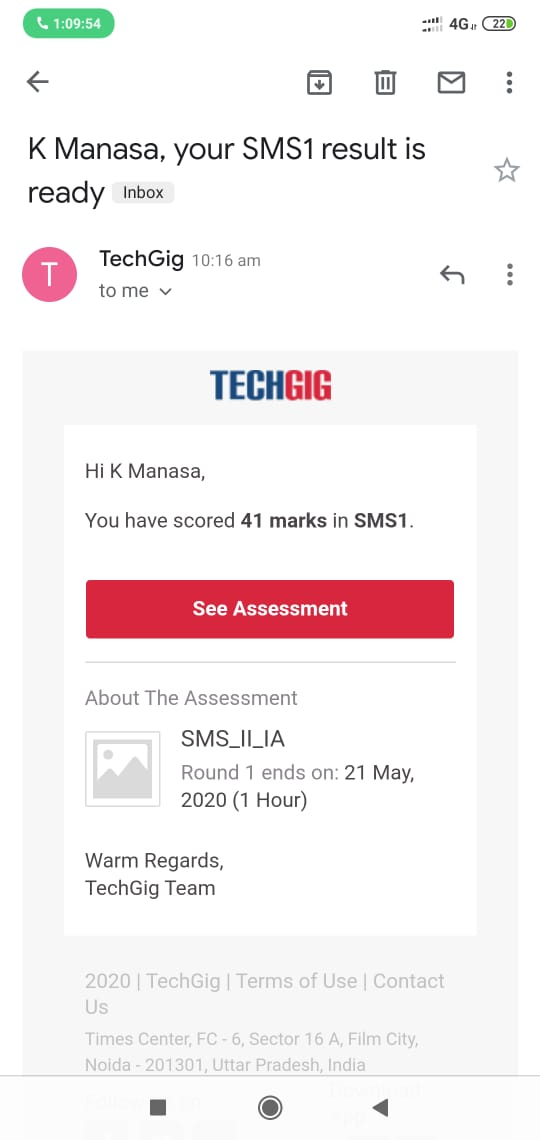 1:09:54
4G 22
K Manasa, your SMS1 result is
ready Inbox
T
TechGig 10:16 am
to me
TECHGIG
Hi K Manasa,
You have scored 41 marks in SMS1.
See Assessment
About The Assessment
SMS_II_IA
Round 1 ends on: 21 May,
2020 (1 Hour)
Warm Regards,
TechGig Team
2020 | TechGig | Terms of Use | Contact
Us
Times Center, FC - 6, Sector 16 A, Film City,
Noida - 201301, Uttar Pradesh, India
Download